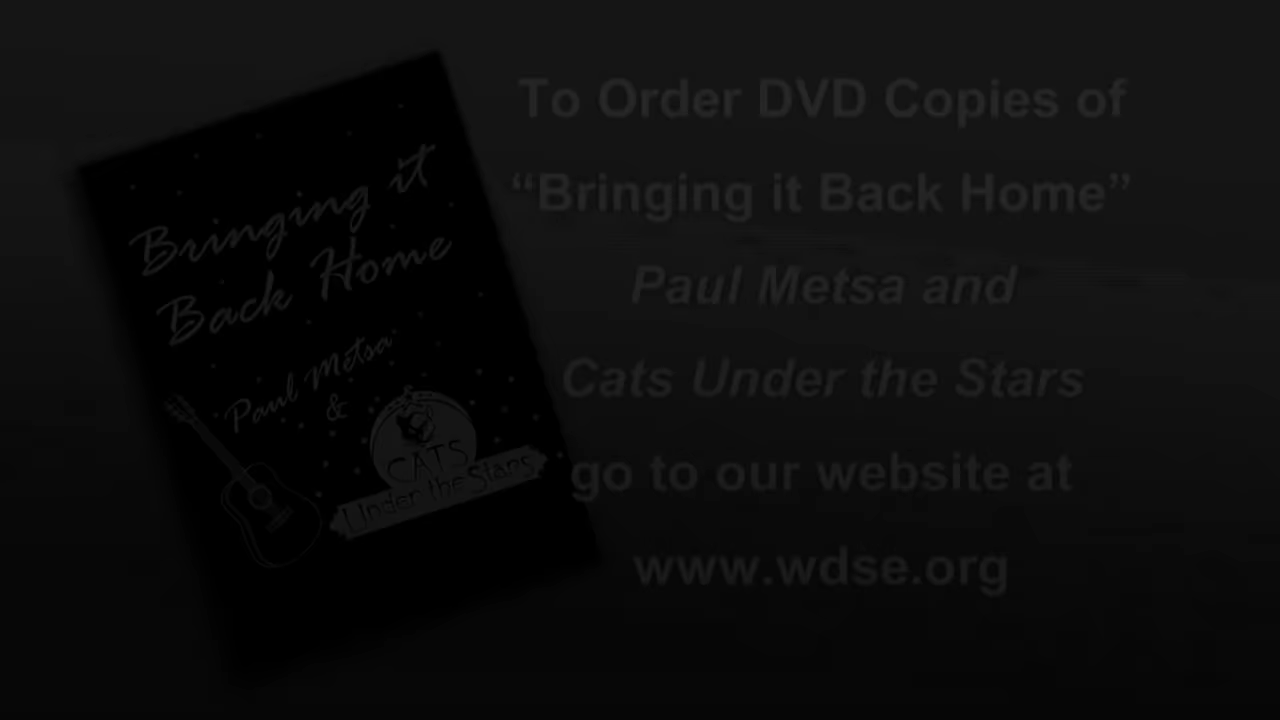 Bringing it
Back Home
Paul Metsa
&
CATS
Under the Stars
To Order DVD Copies of
“Bringing it Back Home”
Paul Metsa and
Cats Under the Stars
go to our website at
www.wdse.org